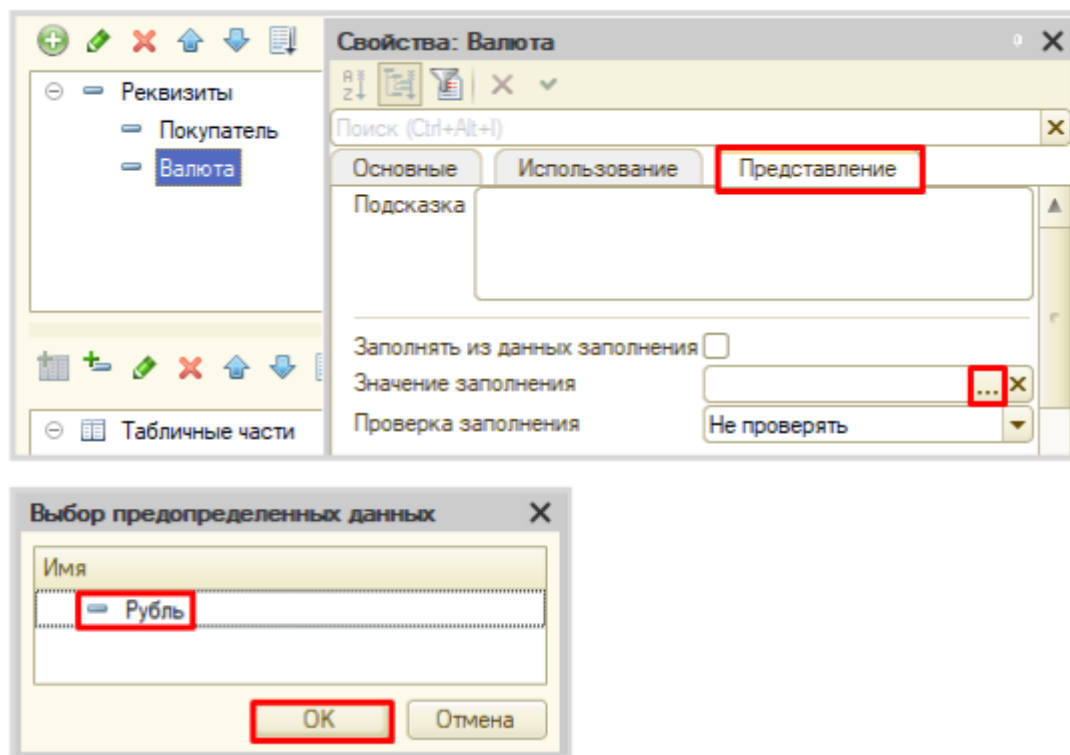 Свойства: Валюта
Реквизиты
Покупатель
Валюта
Поиск (Ctrl+Alt+I)
Основные Использование Представление
Подсказка
Заполнять из данных заполнения
Значение заполнения ...
Проверка заполнения Не проверять
Табличные части
Выбор предопределенных данных
Имя
Рубль
ОК Отмена